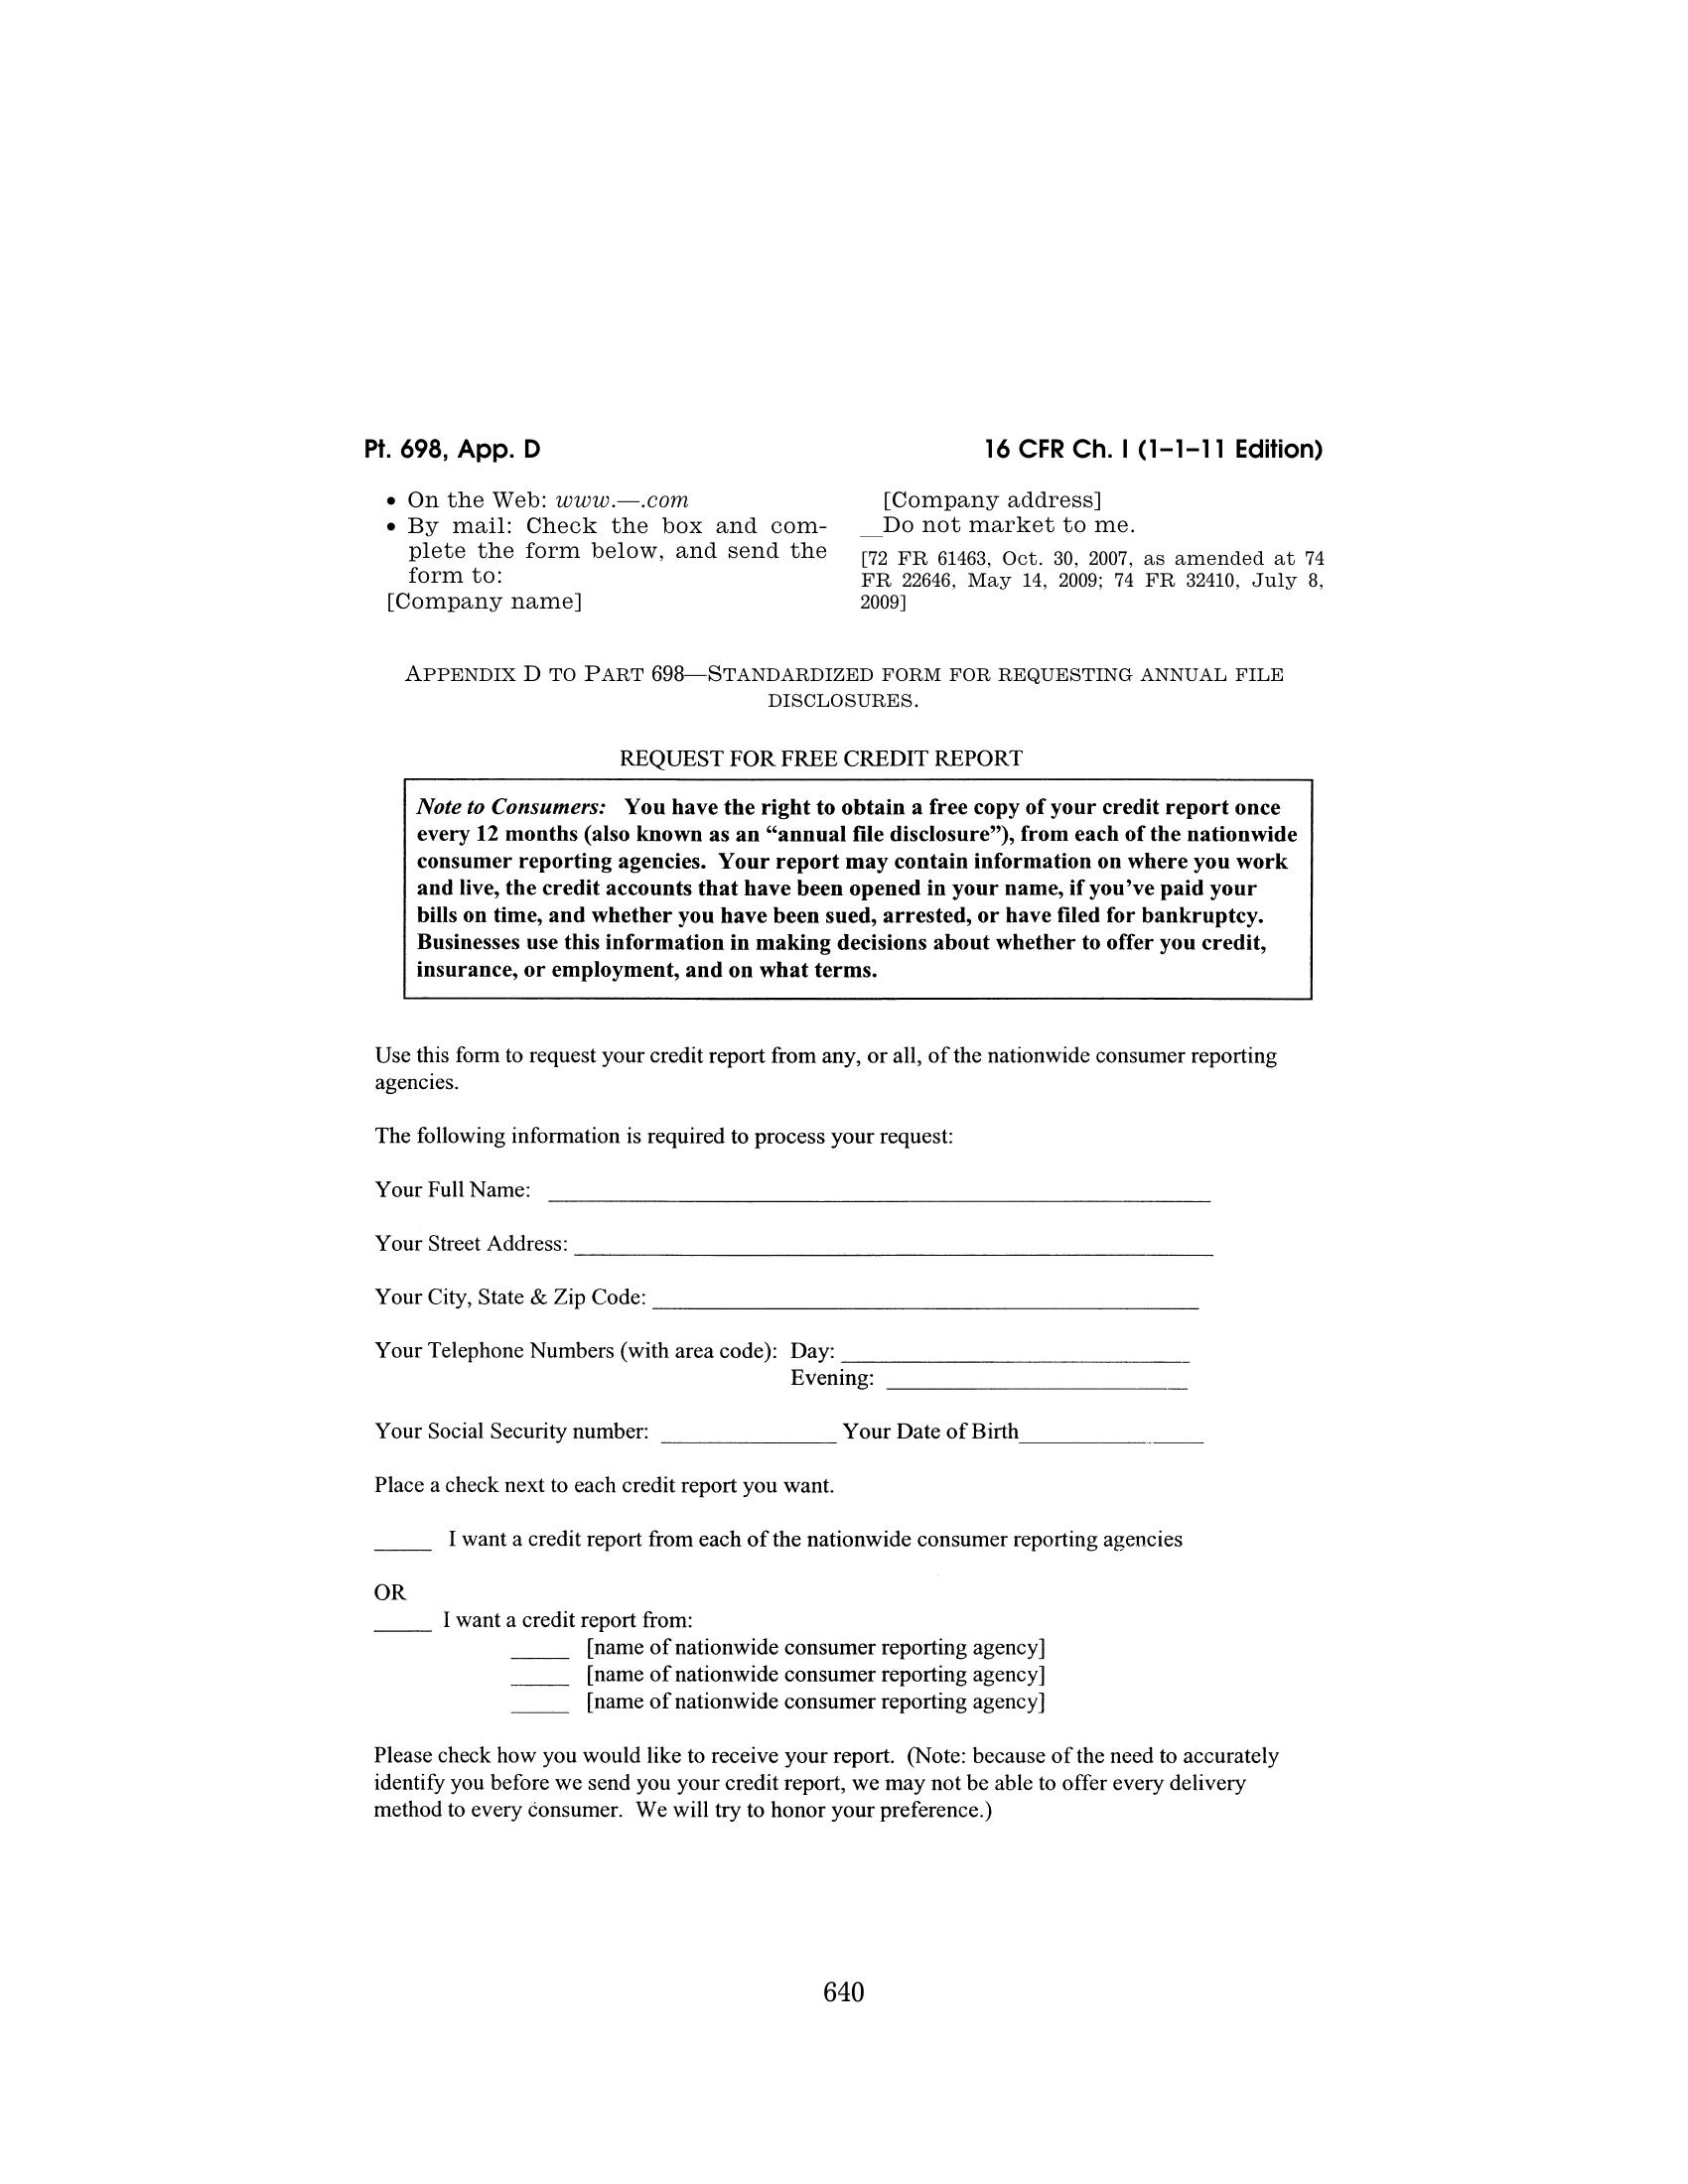 Pt. 698, App. D
16 CFR Ch. I (1–1–11 Edition)
• On the Web: www.—.com
• By mail: Check the box and com-
plete the form below, and send the
form to:
[Company name]
[Company address]
__Do not market to me.
[72 FR 61463, Oct. 30, 2007, as amended at 74
FR 22646, May 14, 2009; 74 FR 32410, July 8,
2009]
APPENDIX D TO PART 698—STANDARDIZED FORM FOR REQUESTING ANNUAL FILE
DISCLOSURES.
REQUEST FOR FREE CREDIT REPORT
Note to Consumers: You have the right to obtain a free copy of your credit report once
every 12 months (also known as an “annual file disclosure”), from each of the nationwide
consumer reporting agencies. Your report may contain information on where you work
and live, the credit accounts that have been opened in your name, if you’ve paid your
bills on time, and whether you have been sued, arrested, or have filed for bankruptcy.
Businesses use this information in making decisions about whether to offer you credit,
insurance, or employment, and on what terms.
Use this form to request your credit report from any, or all, of the nationwide consumer reporting
agencies.
The following information is required to process your request:
Your Full Name: ____________________
Your Street Address: ____________________
Your City, State & Zip Code: ____________________
Your Telephone Numbers (with area code): Day: ____________________
Evening: ____________________
Your Social Security number: __________ Your Date of Birth__________
Place a check next to each credit report you want.
_____ I want a credit report from each of the nationwide consumer reporting agencies
OR
_____ I want a credit report from:
_____ [name of nationwide consumer reporting agency]
_____ [name of nationwide consumer reporting agency]
_____ [name of nationwide consumer reporting agency]
Please check how you would like to receive your report. (Note: because of the need to accurately
identify you before we send you your credit report, we may not be able to offer every delivery
method to every consumer. We will try to honor your preference.)
640